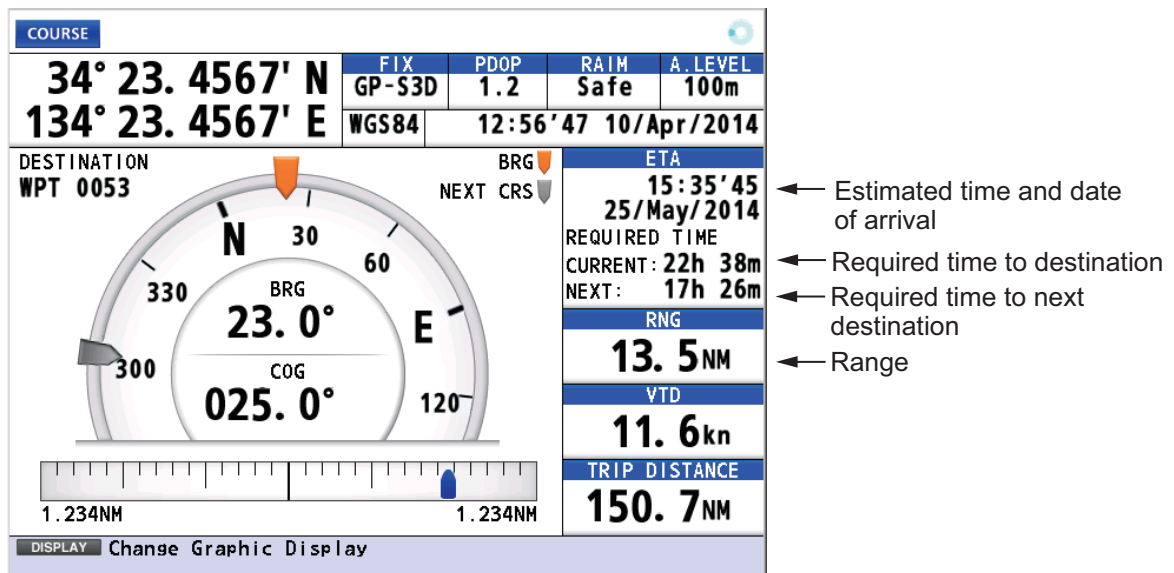 COURSE
34° 23. 4567' N
134° 23. 4567' E
FIX
GP-S3D
PDOP
1.2
RAIM
Safe
A.LEVEL
100m
WGS84
12:56'47 10/Apr/2014
DESTINATION
WPT 0053
BRG
NEXT CRS
N
30
60
E
120
330
300
BRG
23. 0°
COG
025. 0°
1.234NM
1.234NM
ETA
15:35'45
25/May/2014
REQUIRED TIME
CURRENT: 22h 38m
NEXT: 17h 26m
RNG
13. 5NM
VTD
11. 6kn
TRIP DISTANCE
150. 7NM
DISPLAY Change Graphic Display
Estimated time and date
of arrival
Required time to destination
Required time to next
destination
Range